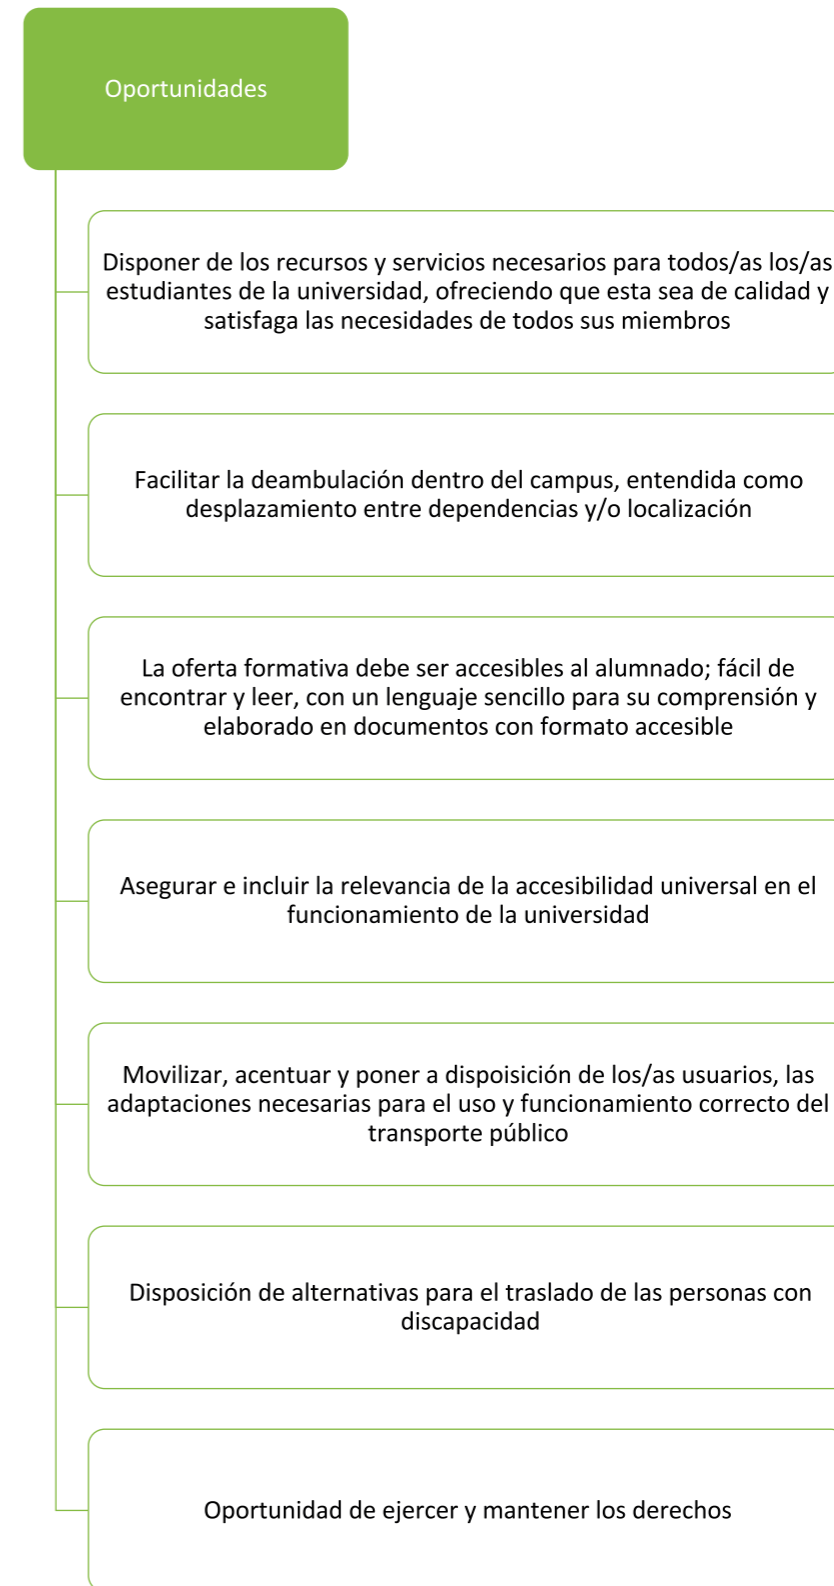 Oportunidades
Disponer de los recursos y servicios necesarios para todos/as los/as
estudiantes de la universidad, ofreciendo que esta sea de calidad y
satisfaga las necesidades de todos sus miembros
Facilitar la deambulación dentro del campus, entendida como
desplazamiento entre dependencias y/o localización
La oferta formativa debe ser accesibles al alumnado; fácil de
encontrar y leer, con un lenguaje sencillo para su comprensión y
elaborado en documentos con formato accesible
Asegurar e incluir la relevancia de la accesibilidad universal en el
funcionamiento de la universidad
Movilizar, acentuar y poner a dispoisición de los/as usuarios, las
adaptaciones necesarias para el uso y funcionamiento correcto del
transporte público
Disposición de alternativas para el traslado de las personas con
discapacidad
Oportunidad de ejercer y mantener los derechos